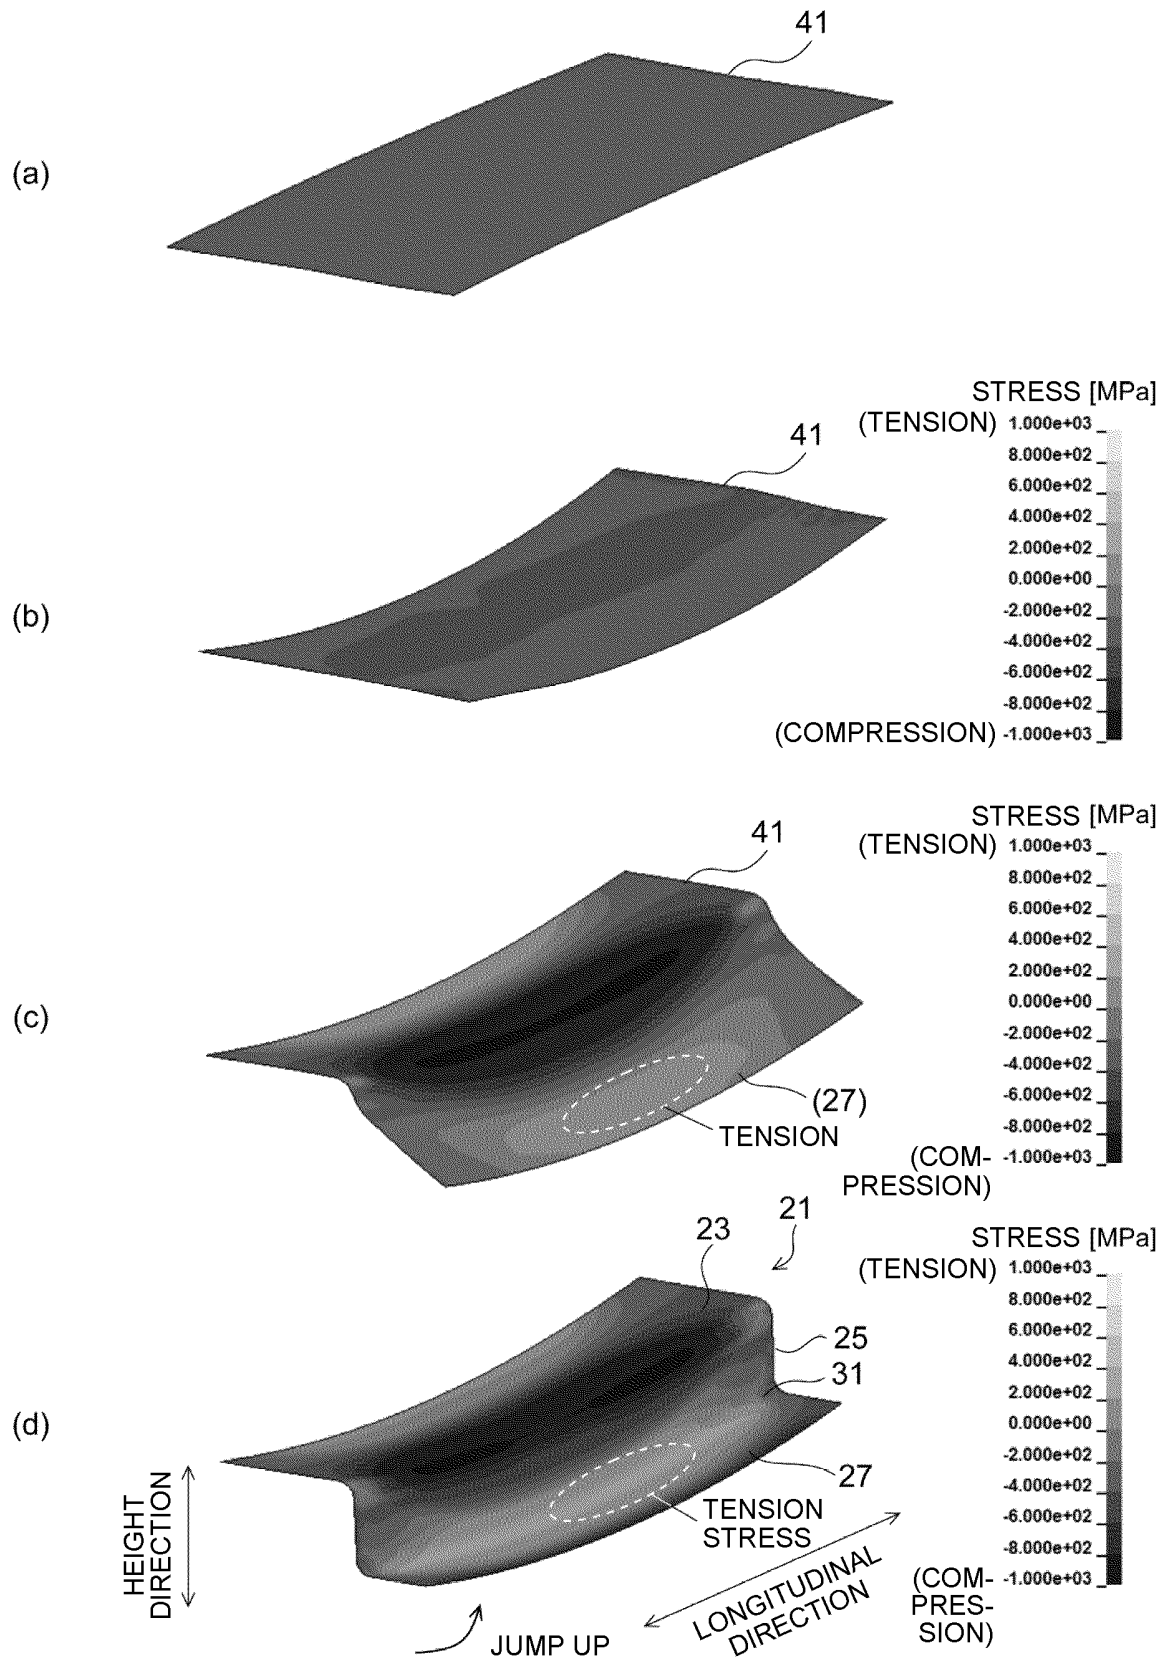 41
(a)
STRESS [MPa]
(TENSION) 1.000e+03
8.000e+02
6.000e+02
4.000e+02
2.000e+02
0.000e+00
-2.000e+02
-4.000e+02
-6.000e+02
-8.000e+02
(COMPRESSION) -1.000e+03
41
(b)
STRESS [MPa]
(TENSION) 1.000e+03
8.000e+02
6.000e+02
4.000e+02
2.000e+02
0.000e+00
-2.000e+02
-4.000e+02
-6.000e+02
-8.000e+02
(COM- -1.000e+03
PRESSION)
41
(c)
(27)
TENSION
21
23
STRESS [MPa]
(TENSION) 1.000e+03
8.000e+02
6.000e+02
4.000e+02
2.000e+02
0.000e+00
-2.000e+02
-4.000e+02
-6.000e+02
-8.000e+02
(COM- -1.000e+03
PRES-
SION)
25
31
(d)
27
TENSION
STRESS
HEIGHT
DIRECTION
LONGITUDINAL
DIRECTION
JUMP UP